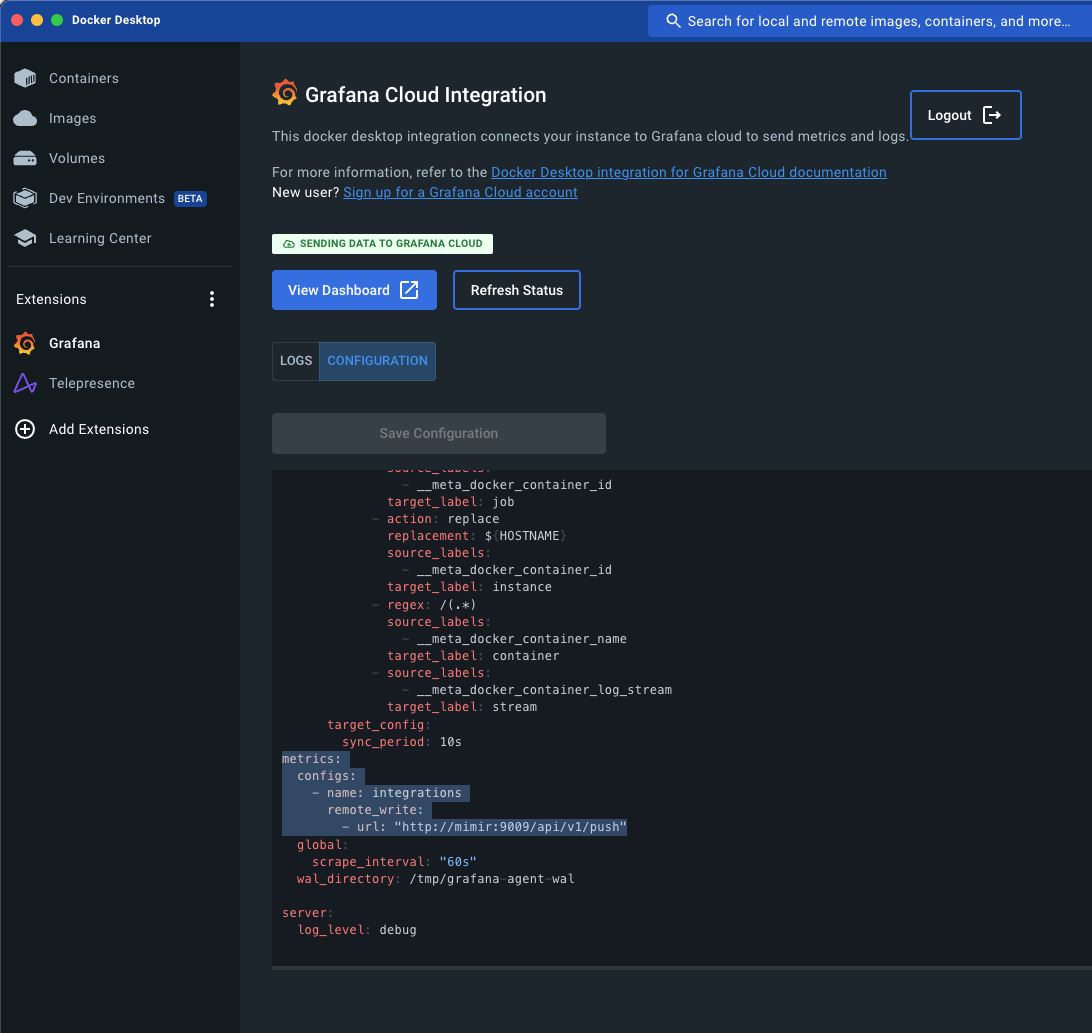 Docker Desktop
Search for local and remote images, containers, and more…
Containers
Images
Volumes
Dev Environments BETA
Learning Center
Extensions
Grafana
Telepresence
Add Extensions
Grafana Cloud Integration
Logout
This docker desktop integration connects your instance to Grafana cloud to send metrics and logs.
For more information, refer to the Docker Desktop integration for Grafana Cloud documentation
New user? Sign up for a Grafana Cloud account
SENDING DATA TO GRAFANA CLOUD
View Dashboard
Refresh Status
LOGS CONFIGURATION
Save Configuration
source_labels:
- __meta_docker_container_id
target_label: job
- action: replace
replacement: ${HOSTNAME}
source_labels:
- __meta_docker_container_id
target_label: instance
- regex: /(.*)
source_labels:
- __meta_docker_container_name
target_label: container
- source_labels:
- __meta_docker_container_log_stream
target_label: stream
target_config:
sync_period: 10s
metrics:
configs:
- name: integrations
remote_write:
- url: "http://mimir:9009/api/v1/push"
global:
scrape_interval: "60s"
wal_directory: /tmp/grafana-agent-wal
server:
log_level: debug